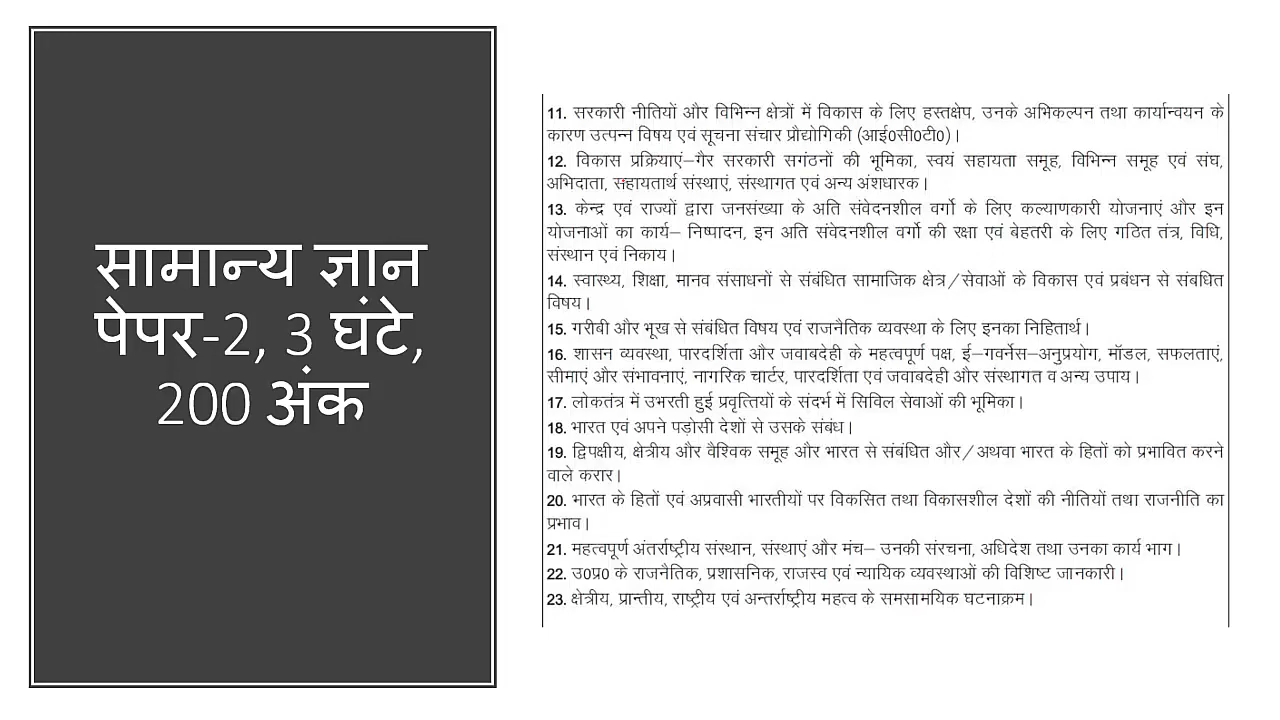 सामान्य ज्ञान
पेपर-2, 3 घंटे,
200 अंक
11. सरकारी नीतियों और विभिन्न क्षेत्रों में विकास के लिए हस्तक्षेप, उनके अभिकल्पन तथा कार्यान्वयन के
कारण उत्पन्न विषय एवं सूचना संचार प्रौद्योगिकी (आई0सी0टी0)।
12. विकास प्रक्रियाएं–गैर सरकारी सगंठनों की भूमिका, स्वयं सहायता समूह, विभिन्न समूह एवं संघ,
अभिदाता, सहायतार्थ संस्थाएं, संस्थागत एवं अन्य अंशधारक।
13. केन्द्र एवं राज्यों द्वारा जनसंख्या के अति संवेदनशील वर्गो के लिए कल्याणकारी योजनाएं और इन
योजनाओं का कार्य– निष्पादन, इन अति संवेदनशील वर्गो की रक्षा एवं बेहतरी के लिए गठित तंत्र, विधि,
संस्थान एवं निकाय।
14. स्वास्थ्य, शिक्षा, मानव संसाधनों से संबंधित सामाजिक क्षेत्र/सेवाओं के विकास एवं प्रबंधन से संबधित
विषय।
15. गरीबी और भूख से संबंधित विषय एवं राजनैतिक व्यवस्था के लिए इनका निहितार्थ।
16. शासन व्यवस्था, पारदर्शिता और जवाबदेही के महत्वपूर्ण पक्ष, ई–गवर्नेस–अनुप्रयोग, मॉडल, सफलताएं,
सीमाएं और संभावनाएं, नागरिक चार्टर, पारदर्शिता एवं जवाबदेही और संस्थागत व अन्य उपाय।
17. लोकतंत्र में उभरती हुई प्रवृत्तियों के संदर्भ में सिविल सेवाओं की भूमिका।
18. भारत एवं अपने पड़ोसी देशों से उसके संबंध।
19. द्विपक्षीय, क्षेत्रीय और वैश्विक समूह और भारत से संबंधित और/अथवा भारत के हितों को प्रभावित करने
वाले करार।
20. भारत के हितों एवं अप्रवासी भारतीयों पर विकसित तथा विकासशील देशों की नीतियों तथा राजनीति का
प्रभाव।
21. महत्वपूर्ण अंतर्राष्ट्रीय संस्थान, संस्थाएं और मंच– उनकी संरचना, अधिदेश तथा उनका कार्य भाग।
22. उ0प्र0 के राजनैतिक, प्रशासनिक, राजस्व एवं न्यायिक व्यवस्थाओं की विशिष्ट जानकारी।
23. क्षेत्रीय, प्रान्तीय, राष्ट्रीय एवं अन्तर्राष्ट्रीय महत्व के समसामयिक घटनाक्रम।